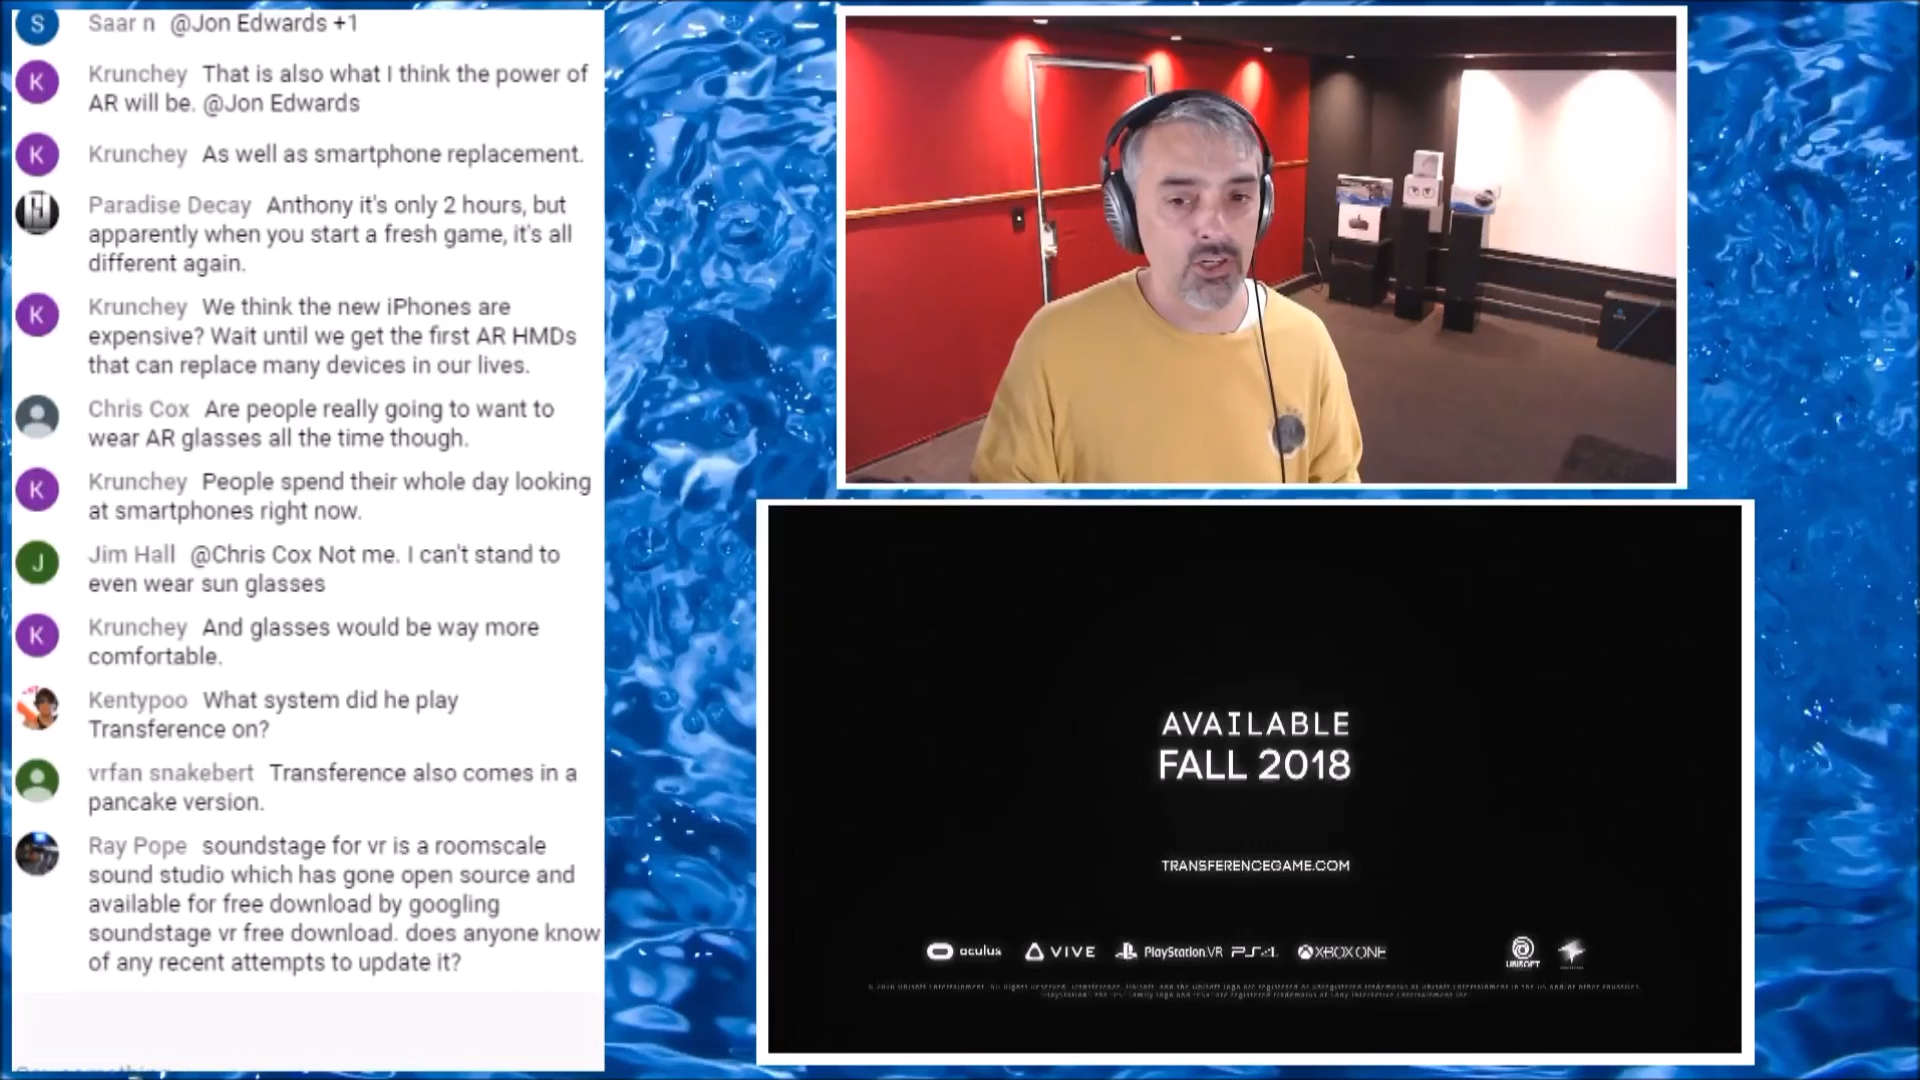 S
Saar n @Jon Edwards +1
K
Krunchey That is also what I think the power of
AR will be. @Jon Edwards
K
Krunchey As well as smartphone replacement.
Paradise Decay Anthony it's only 2 hours, but
apparently when you start a fresh game, it's all
different again.
K
Krunchey We think the new iPhones are
expensive? Wait until we get the first AR HMDs
that can replace many devices in our lives.
Chris Cox Are people really going to want to
wear AR glasses all the time though.
K
Krunchey People spend their whole day looking
at smartphones right now.
J
Jim Hall @Chris Cox Not me. I can't stand to
even wear sun glasses
K
Krunchey And glasses would be way more
comfortable.
Kentypoo What system did he play
Transference on?
vrfan snakebert Transference also comes in a
pancake version.
Ray Pope soundstage for vr is a roomscale
sound studio which has gone open source and
available for free download by googling
soundstage vr free download. does anyone know
of any recent attempts to update it?
AVAILABLE
FALL 2018
TRANSFERENCEGAME.COM
oculus VIVE PlayStation.VR PS4 XBOX ONE UBISOFT